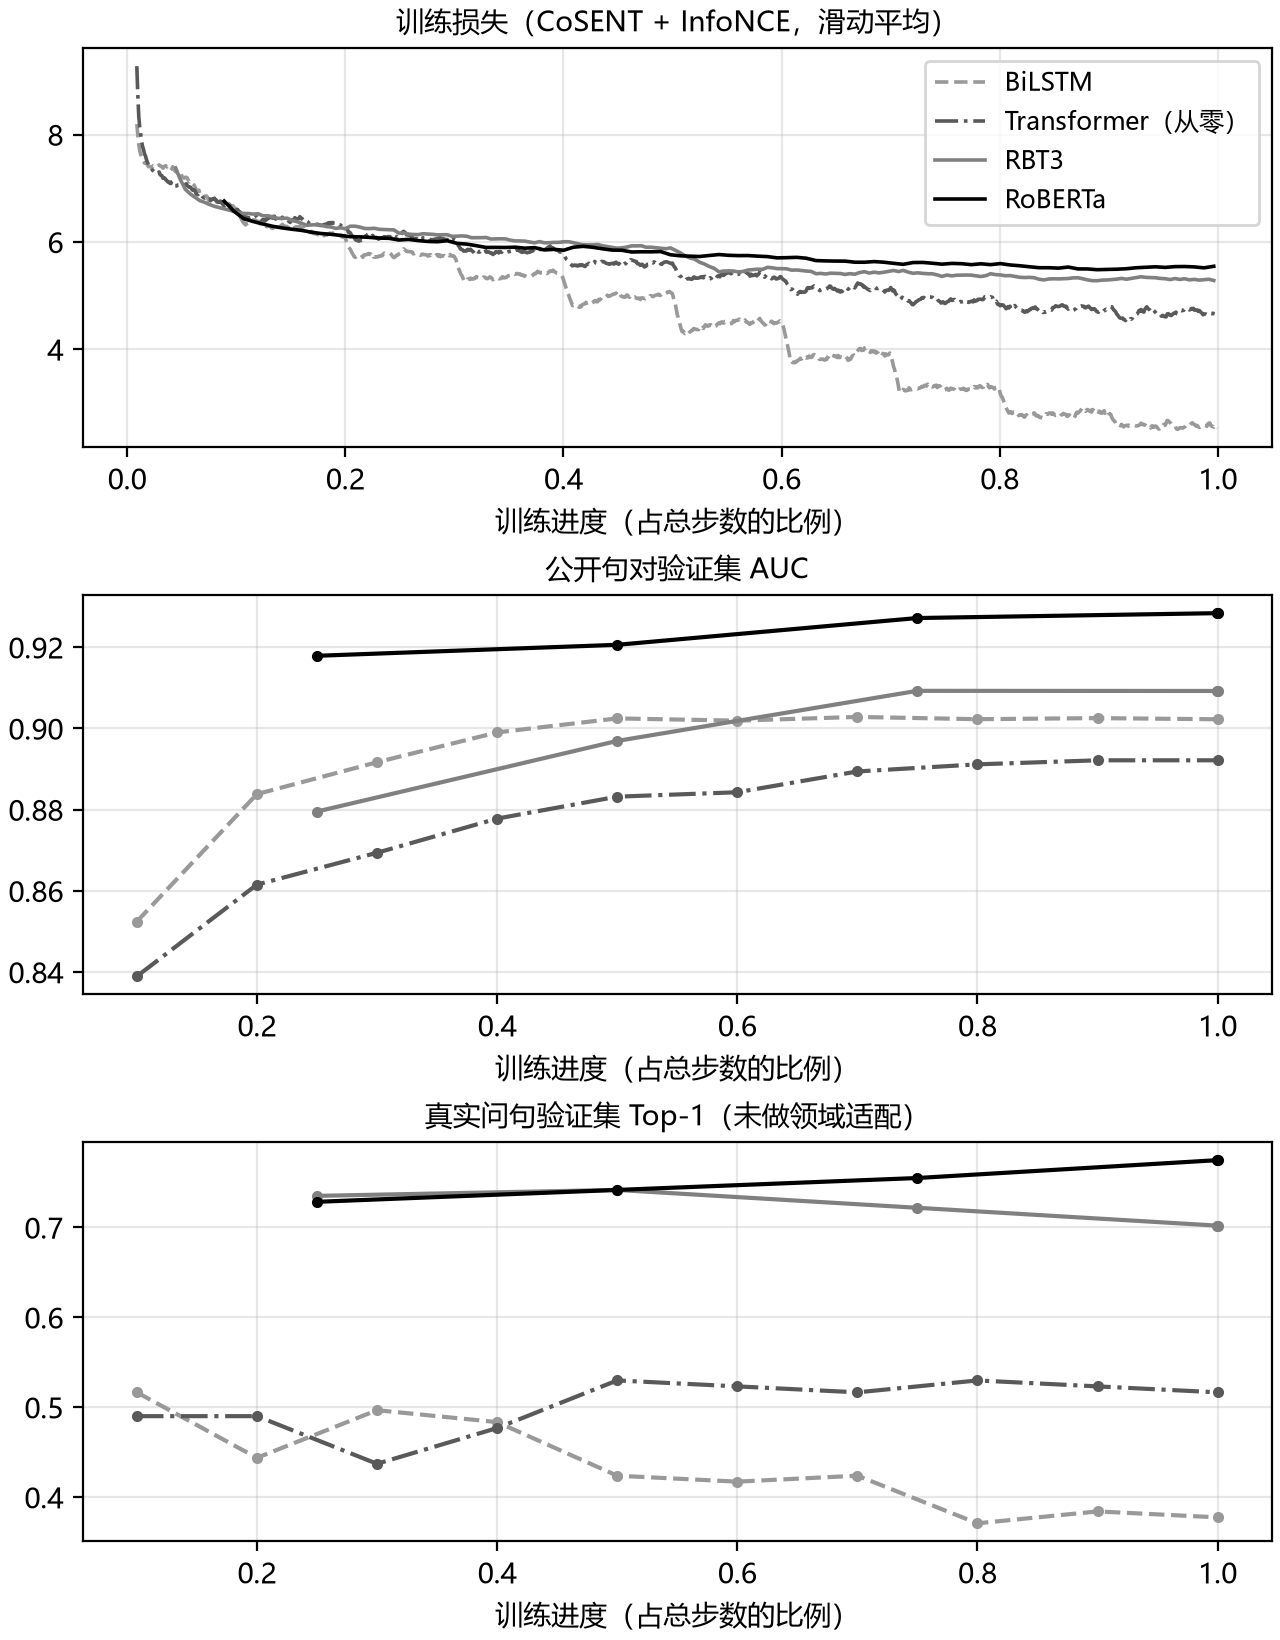 训练损失（CoSENT + InfoNCE，滑动平均）
BiLSTM
Transformer（从零）
RBT3
RoBERTa
8
6
4
0.0 0.2 0.4 0.6 0.8 1.0
训练进度（占总步数的比例）
公开句对验证集 AUC
0.92
0.90
0.88
0.86
0.84
0.2 0.4 0.6 0.8 1.0
训练进度（占总步数的比例）
真实问句验证集 Top-1（未做领域适配）
0.7
0.6
0.5
0.4
0.2 0.4 0.6 0.8 1.0
训练进度（占总步数的比例）